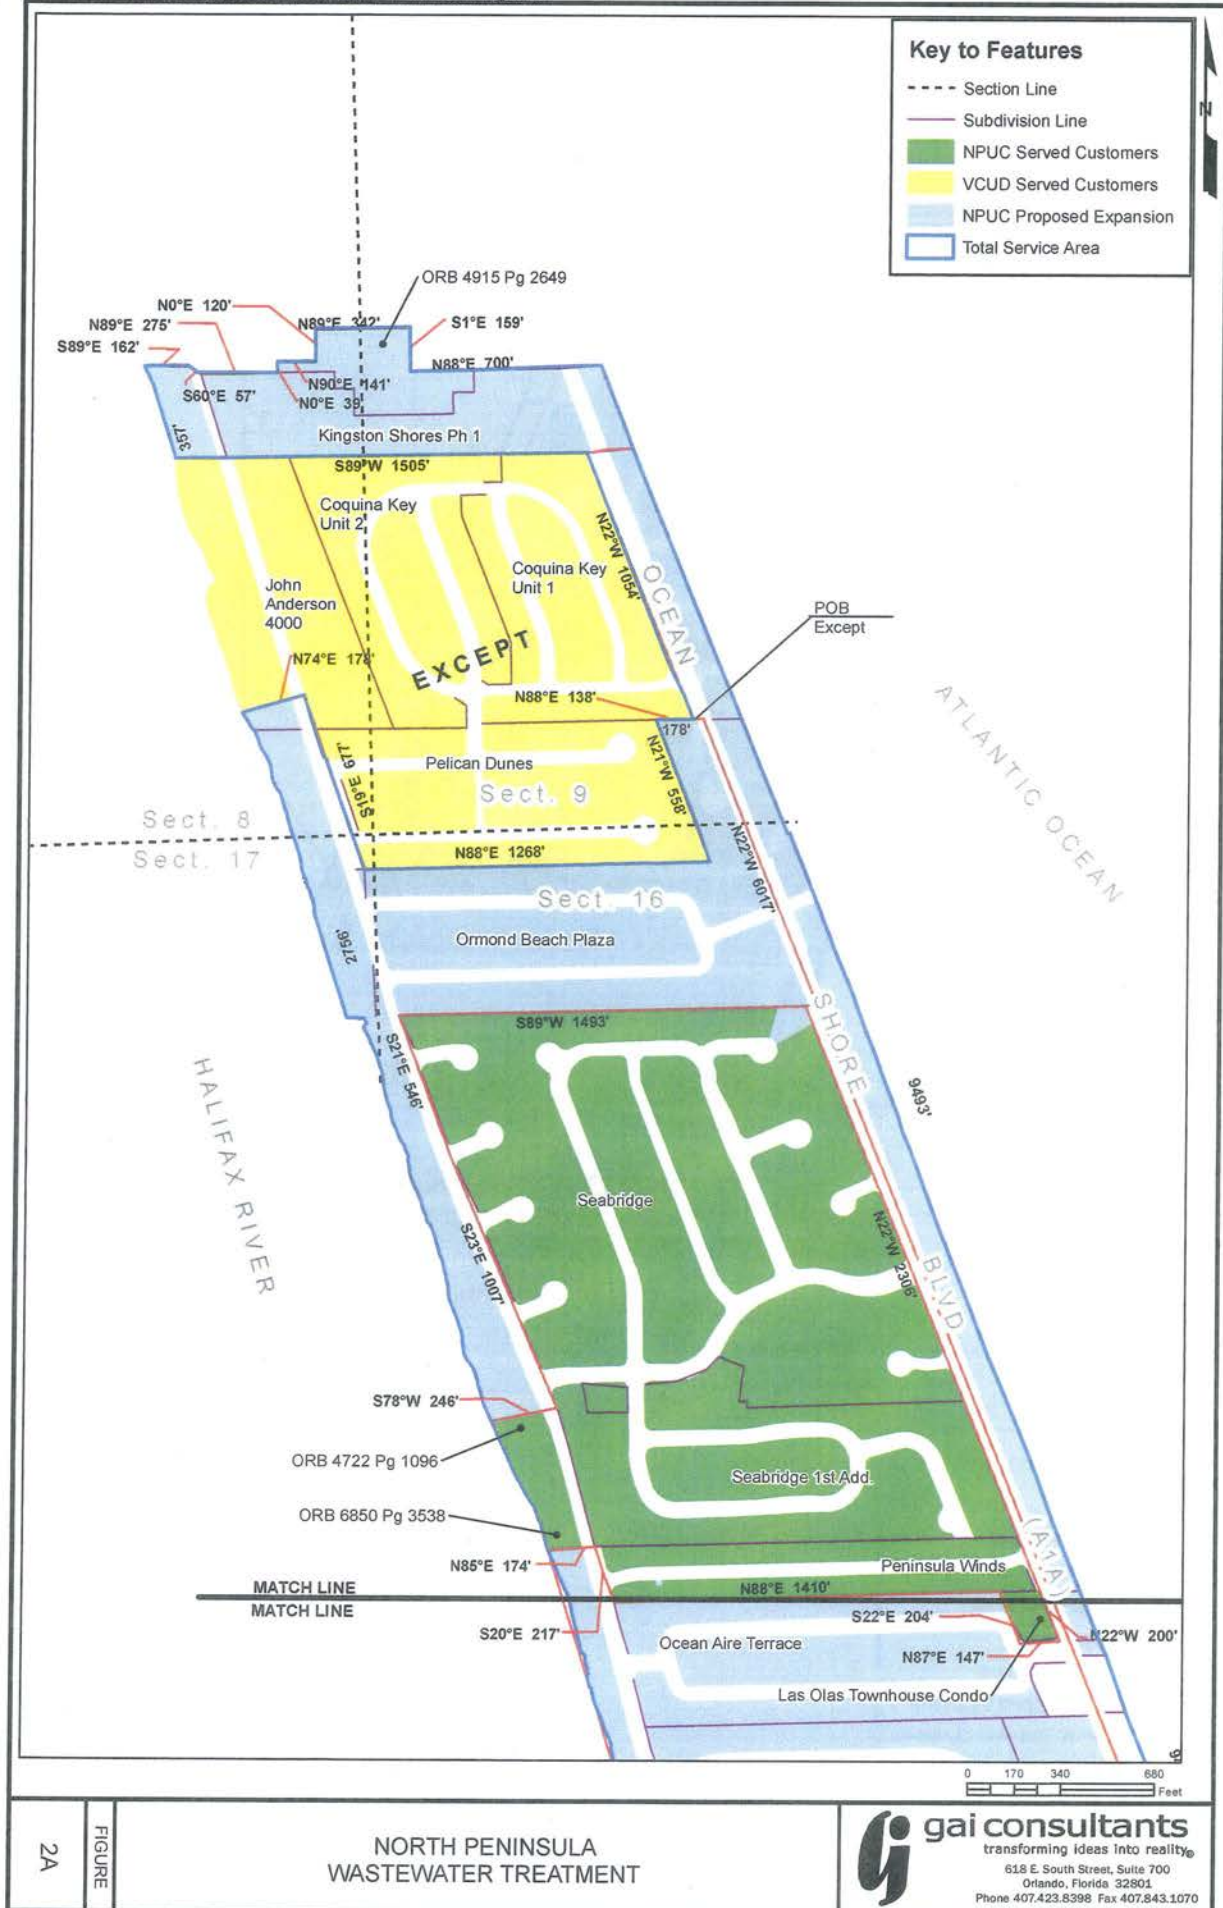 Key to Features
Section Line
Subdivision Line
NPUC Served Customers
VCUD Served Customers
NPUC Proposed Expansion
Total Service Area
N
ORB 4915 Pg 2649
N0°E 120'
N89°E 342'
S1°E 159'
N89°E 275'
S89°E 162'
N88°E 700'
S60°E 57'
N90°E 141'
N0°E 39'
357'
Kingston Shores Ph 1
S89°W 1505'
Coquina Key
Unit 2
N22°W 1054'
Coquina Key
Unit 1
OCEAN
John
Anderson
4000
POB
Except
EXCEPT
N74°E 178'
N88°E 138'
178'
ATLANTIC OCEAN
S19°E 677'
Pelican Dunes
N21°W 558'
Sect. 9
Sect. 8
Sect. 17
N88°E 1268'
N22°W 6017'
Sect. 16
2756'
Ormond Beach Plaza
SHORE
S89°W 1493'
S21°E 546'
9493'
HALIFAX RIVER
Seabridge
S23°E 1007'
N22°W 2306'
BLVD
S78°W 246'
ORB 4722 Pg 1096
Seabridge 1st Add.
ORB 6850 Pg 3538
(A1A)
N85°E 174'
Peninsula Winds
MATCH LINE
N88°E 1410'
MATCH LINE
S22°E 204'
S20°E 217'
Ocean Aire Terrace
N22°W 200'
N87°E 147'
Las Olas Townhouse Condo
0 170 340 680
Feet
2A
FIGURE
NORTH PENINSULA
WASTEWATER TREATMENT
gai consultants
transforming ideas into reality®
618 E. South Street, Suite 700
Orlando, Florida 32801
Phone 407.423.8398 Fax 407.843.1070